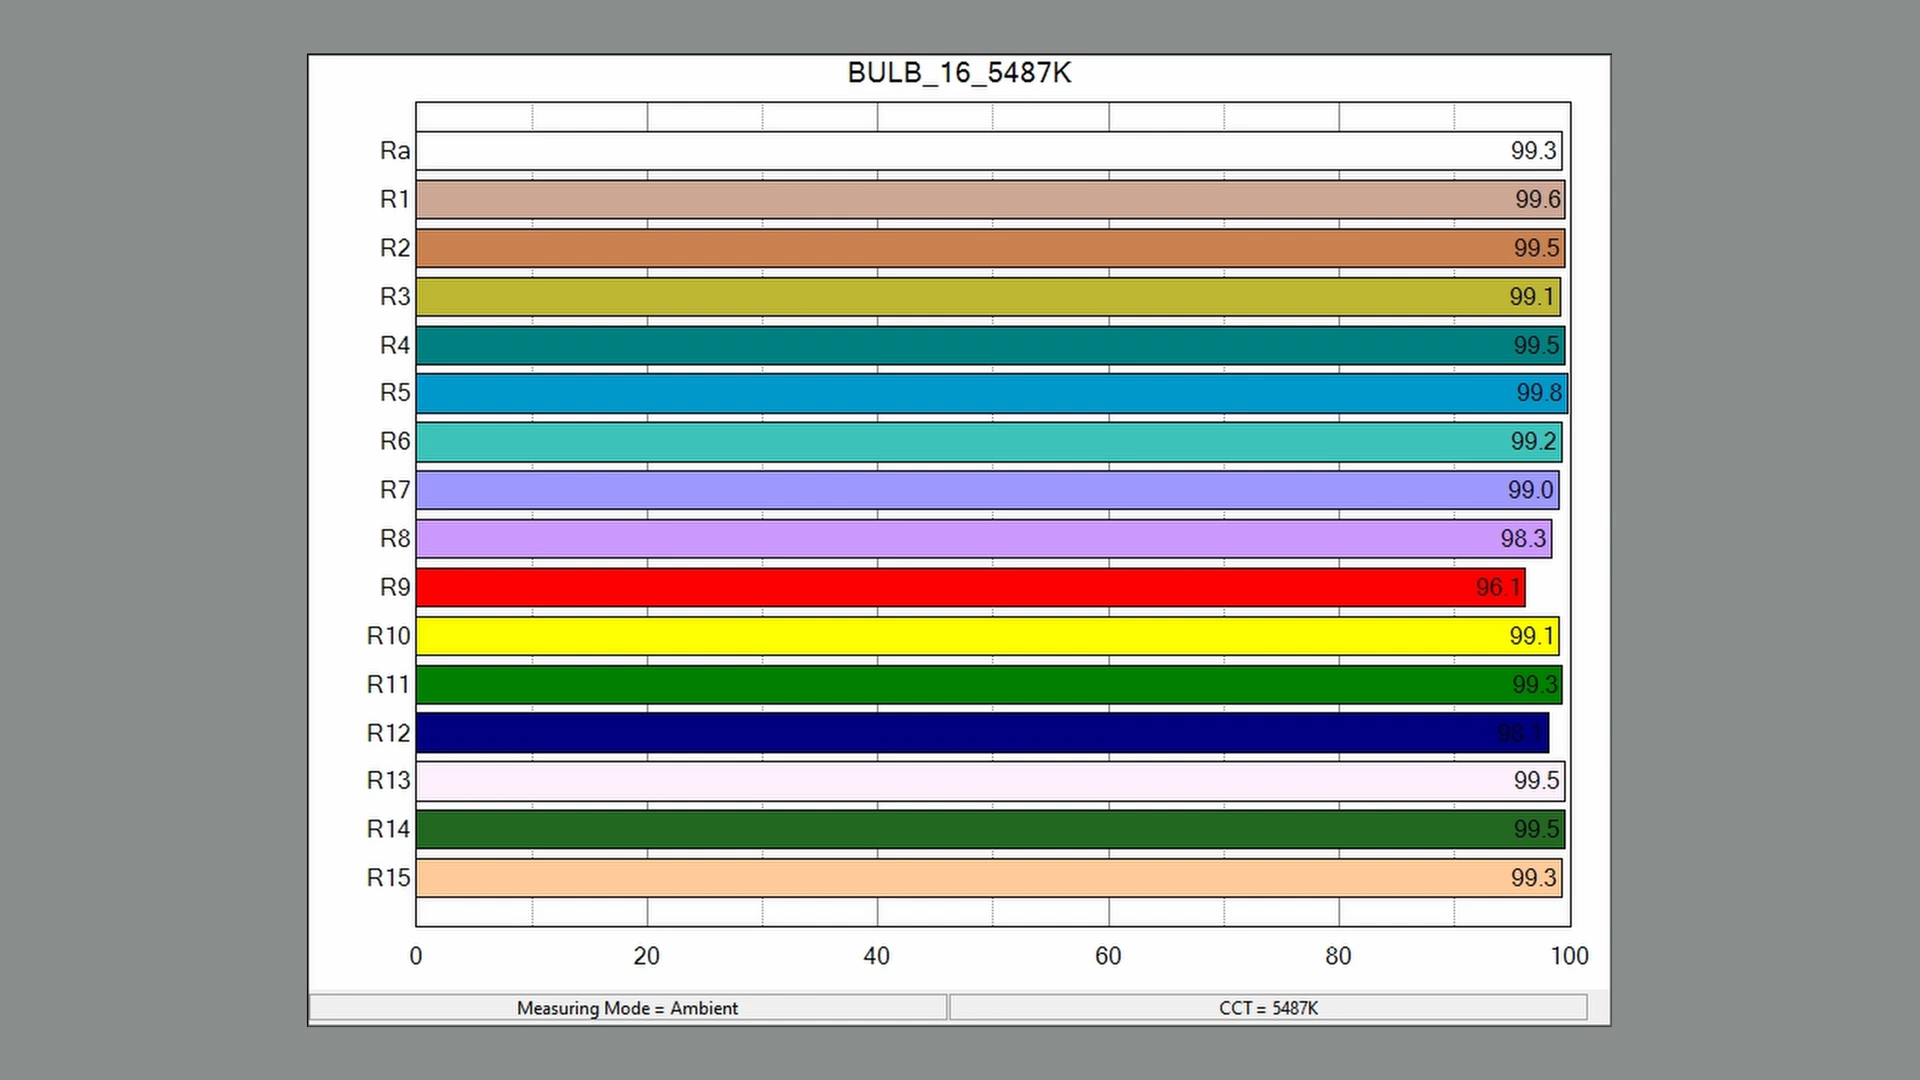 BULB_16_5487K
Ra 99.3
R1 99.6
R2 99.5
R3 99.1
R4 99.5
R5 99.8
R6 99.2
R7 99.0
R8 98.3
R9 96.1
R10 99.1
R11 99.3
R12 98.1
R13 99.5
R14 99.5
R15 99.3
0 20 40 60 80 100
Measuring Mode = Ambient CCT = 5487K